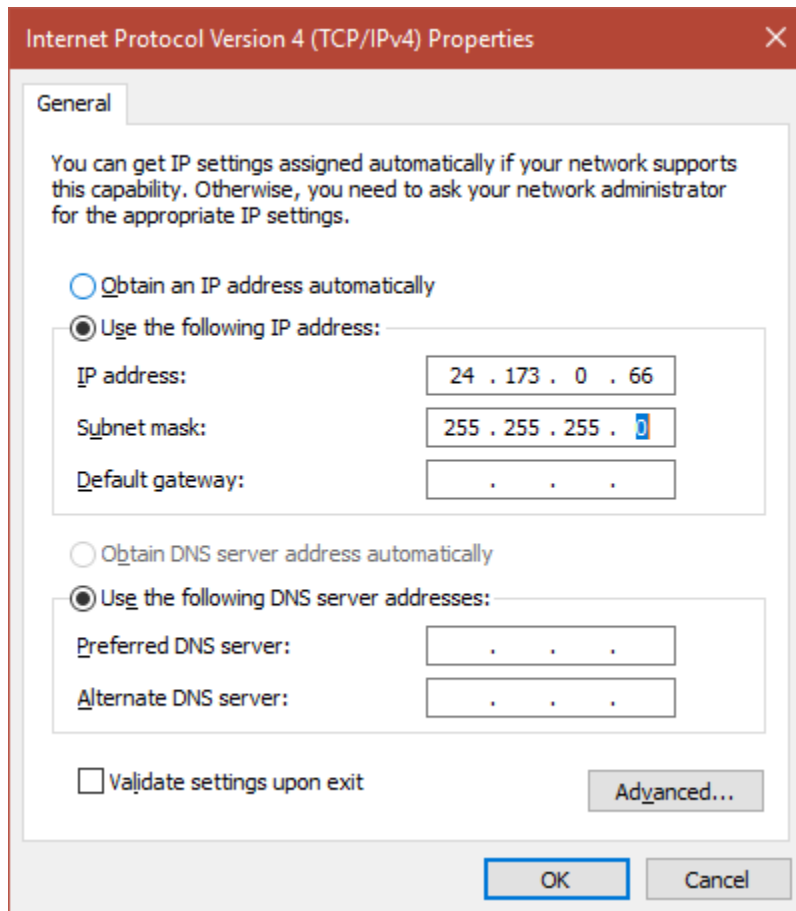 Internet Protocol Version 4 (TCP/IPv4) Properties
General
You can get IP settings assigned automatically if your network supports
this capability. Otherwise, you need to ask your network administrator
for the appropriate IP settings.
Obtain an IP address automatically
Use the following IP address:
IP address: 24 . 173 . 0 . 66
Subnet mask: 255 . 255 . 255 . 0
Default gateway: . . .
Obtain DNS server address automatically
Use the following DNS server addresses:
Preferred DNS server: . . .
Alternate DNS server: . . .
Validate settings upon exit
Advanced...
OK Cancel